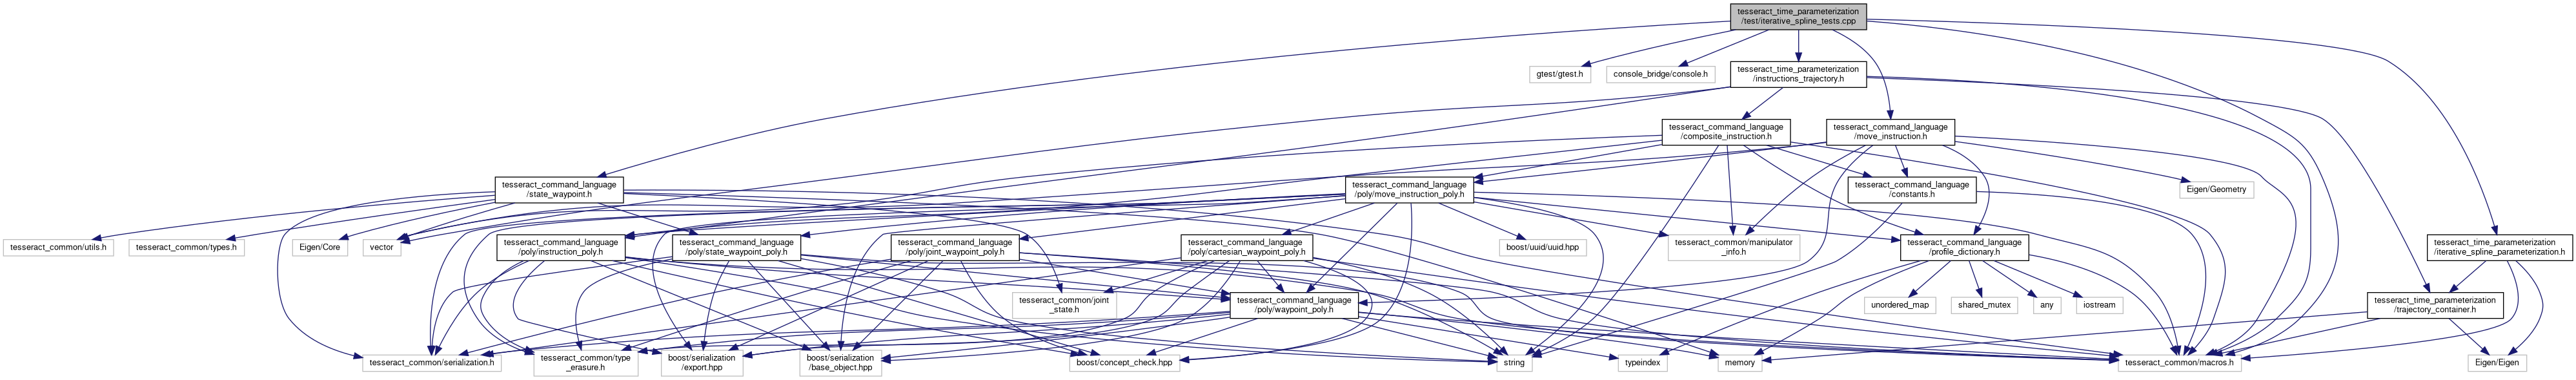 tesseract_time_parameterization
/test/iterative_spline_tests.cpp
gtest/gtest.h
console_bridge/console.h
tesseract_time_parameterization
/instructions_trajectory.h
tesseract_command_language
/composite_instruction.h
tesseract_command_language
/move_instruction.h
tesseract_command_language
/state_waypoint.h
tesseract_command_language
/poly/move_instruction_poly.h
tesseract_command_language
/constants.h
Eigen/Geometry
tesseract_common/utils.h
tesseract_common/types.h
Eigen/Core
vector
tesseract_command_language
/poly/instruction_poly.h
tesseract_command_language
/poly/state_waypoint_poly.h
tesseract_command_language
/poly/joint_waypoint_poly.h
tesseract_command_language
/poly/cartesian_waypoint_poly.h
boost/uuid/uuid.hpp
tesseract_common/manipulator
_info.h
tesseract_command_language
/profile_dictionary.h
tesseract_time_parameterization
/iterative_spline_parameterization.h
tesseract_common/joint
_state.h
tesseract_command_language
/poly/waypoint_poly.h
unordered_map
shared_mutex
any
iostream
tesseract_time_parameterization
/trajectory_container.h
tesseract_common/serialization.h
tesseract_common/type
_erasure.h
boost/serialization
/export.hpp
boost/serialization
/base_object.hpp
boost/concept_check.hpp
string
typeindex
memory
tesseract_common/macros.h
Eigen/Eigen